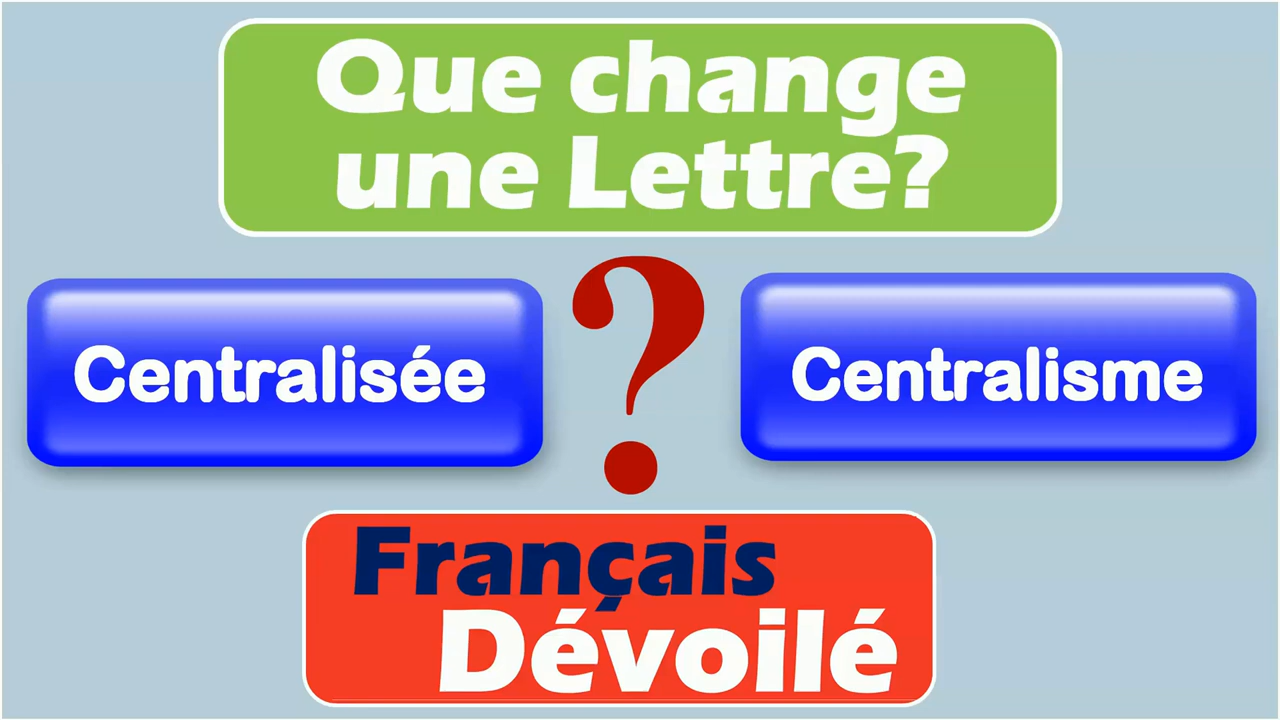 Que change
une Lettre?
Centralisée
?
Centralisme
Français
Dévoilé